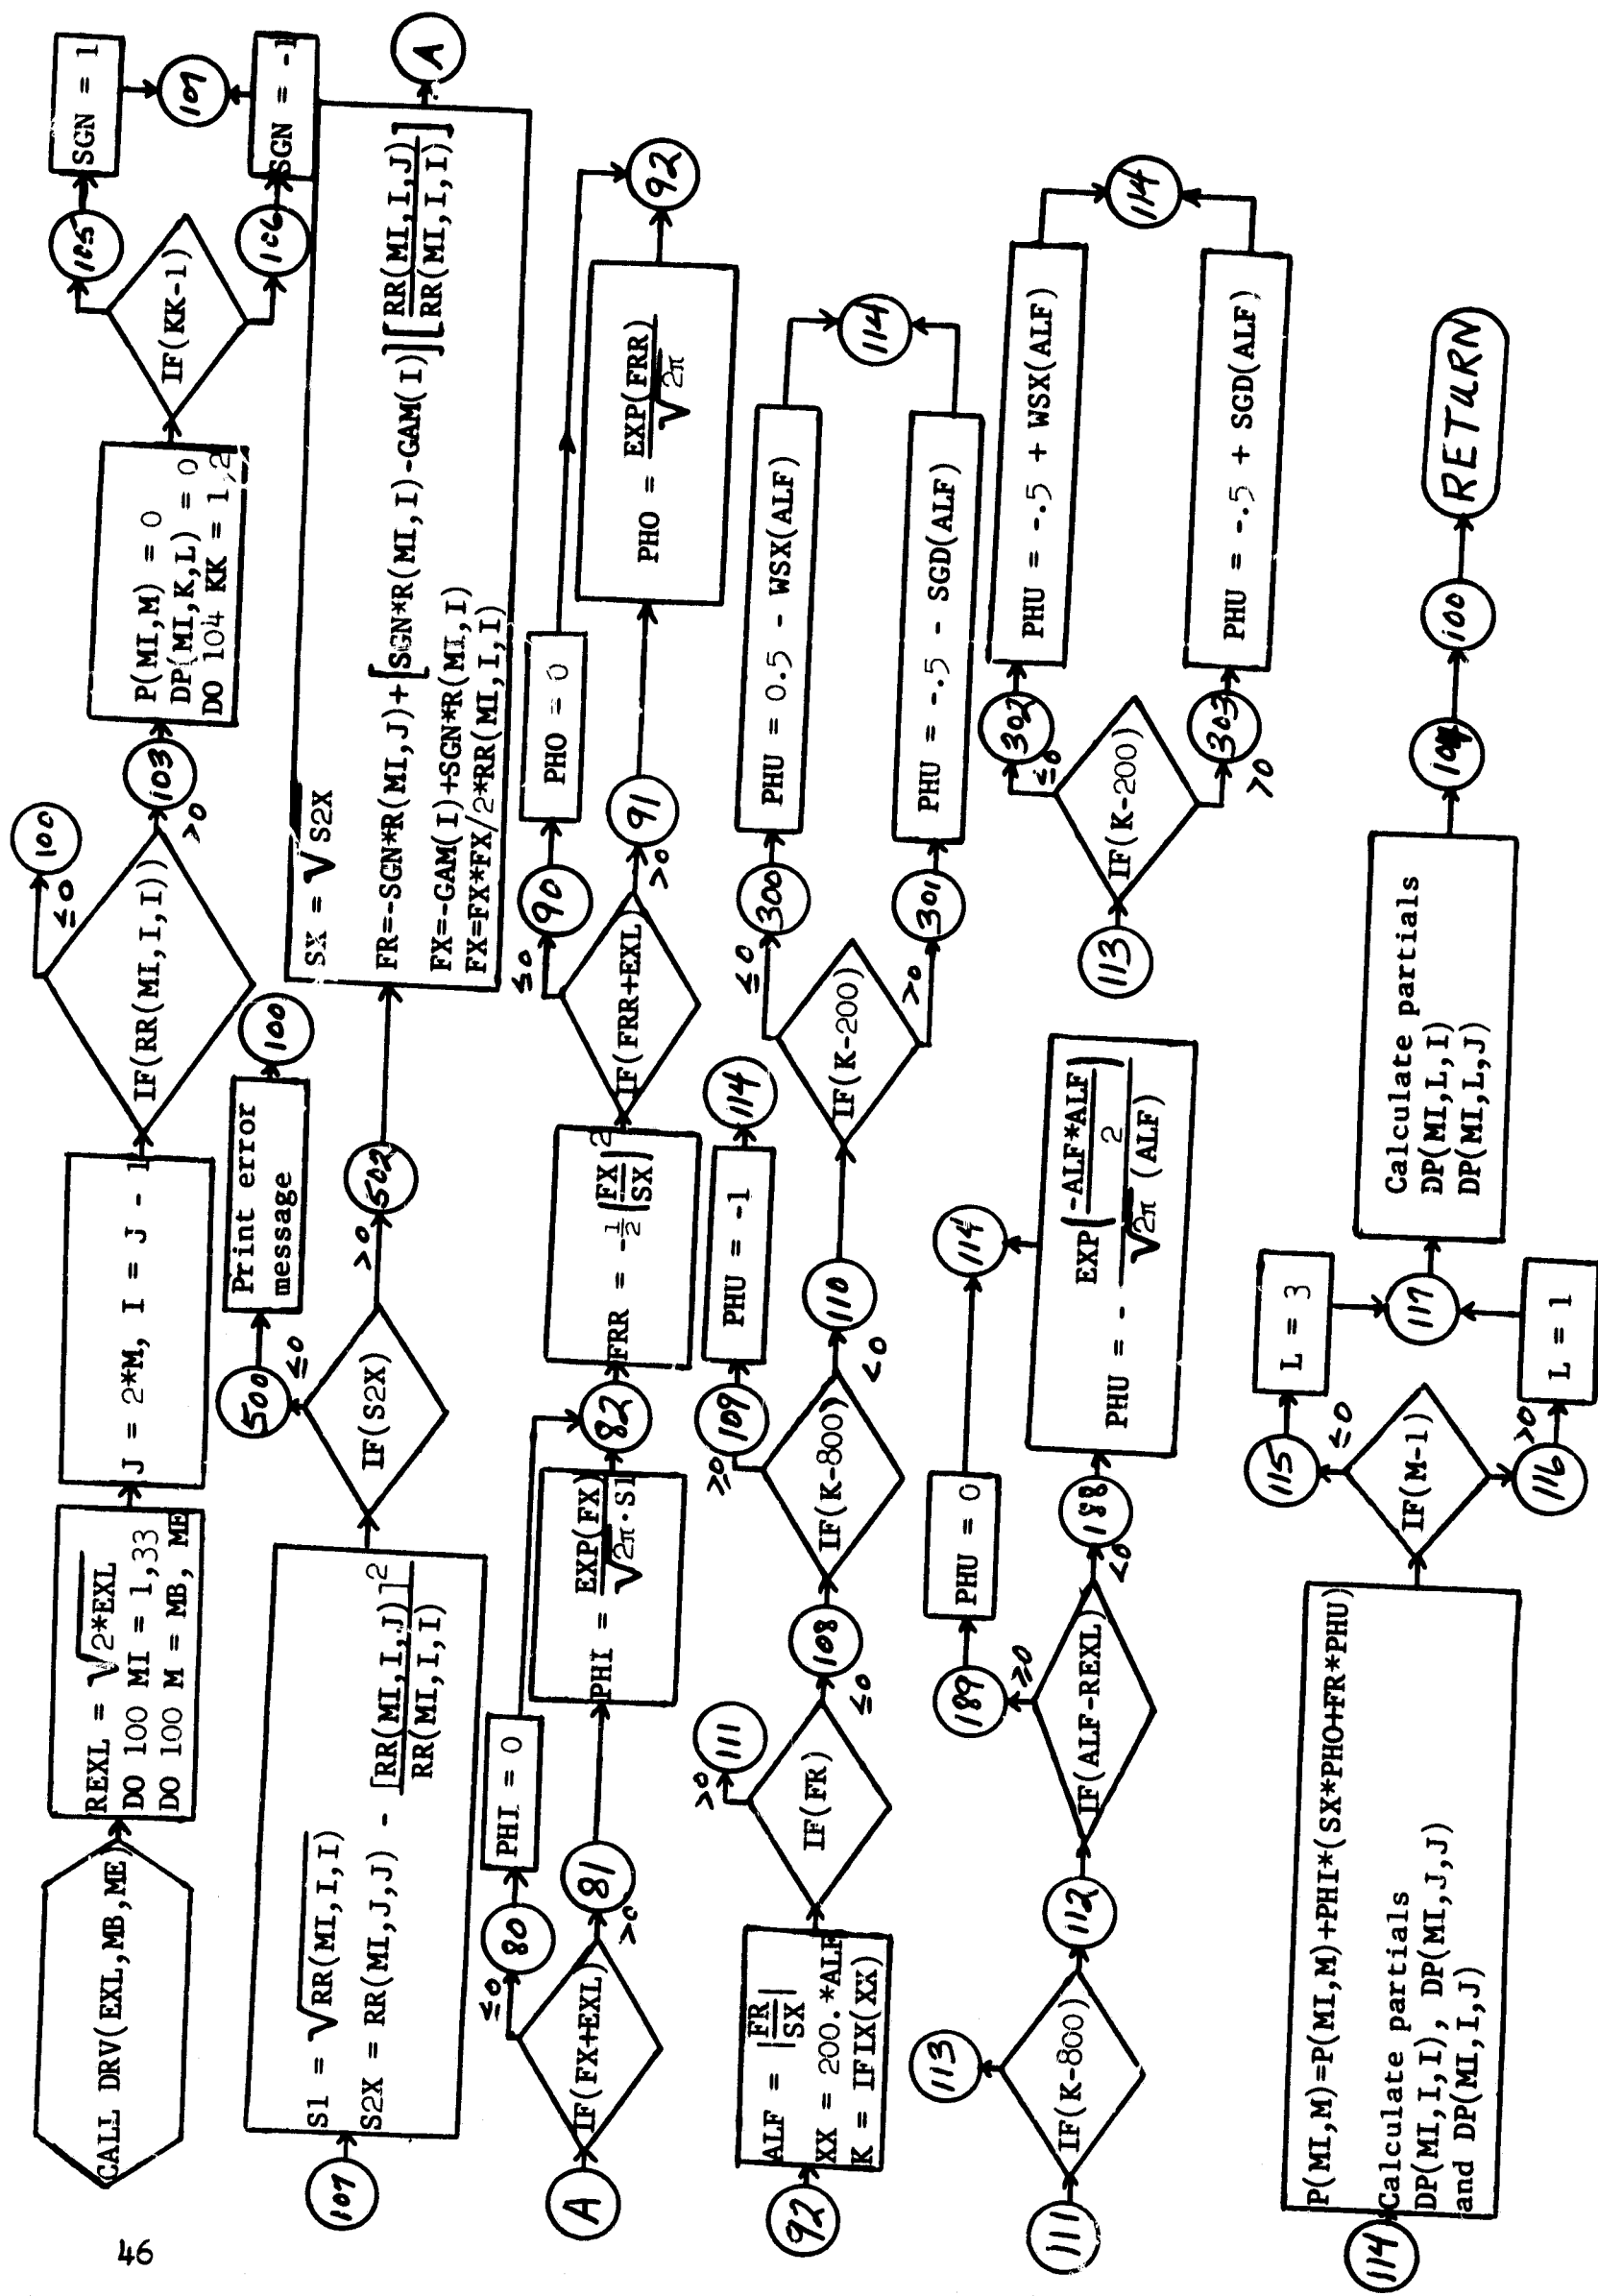 46
CALL DRV(EXL,MB,ME)
REXL = √2*EXL
DO 100 MI = 1,33
DO 100 M = MB, ME
J = 2*M, I = J - 1
IF(RR(MI,I,I))
≤0
100
>0
103
P(MI,M) = 0
DP(MI,K,L) = 0
DO 104 KK = 1,2
IF(KK-1)
105
SGN = 1
106
SGN = -1
107
107
S1 = √RR(MI,I,I)
S2X = RR(MI,J,J) - [RR(MI,I,J)]²
RR(MI,I,I)
IF(S2X)
≤0
500
Print error
message
100
>0
502
SX = √S2X
FR=-SGN*R(MI,J)+[SGN*R(MI,I)-GAM(I)][RR(MI,I,J)]
[RR(MI,I,I)]
FX=-GAM(I)+SGN*R(MI,I)
FX=FX*FX/2*RR(MI,I,I)
A
A
IF(FX+EXL)
≤0
80
PHI = 0
>0
81
PHI = EXP(FX)
√2π·S1
82
FRR = -½|FX|²
SX
IF(FRR+EXL)
≤0
90
PHO = 0
>0
91
PHO = EXP(FRR)
√2π
92
92
ALF = |FR|
|SX|
XX = 200.*ALF
K = IFIX(XX)
IF(FR)
>0
111
≤0
108
IF(K-800)
≥0
109
PHU = -1
114
<0
110
IF(K-200)
≤0
300
PHU = 0.5 - WSX(ALF)
>0
301
PHU = -.5 - SGD(ALF)
114
111
IF(K-800)
113
112
IF(ALF-REXL)
≥0
189
PHU = 0
<0
188
PHU = - EXP(-ALF*ALF)
2
√2π (ALF)
114
113
IF(K-200)
≤0
302
PHU = -.5 + WSX(ALF)
>0
303
PHU = -.5 + SGD(ALF)
114
114
P(MI,M)=P(MI,M)+PHI*(SX*PHO+FR*PHU)
Calculate partials
DP(MI,I,I), DP(MI,J,J)
and DP(MI,I,J)
IF(M-1)
≤0
115
L = 3
>0
116
L = 1
117
Calculate partials
DP(MI,L,I)
DP(MI,L,J)
104
100
RETURN